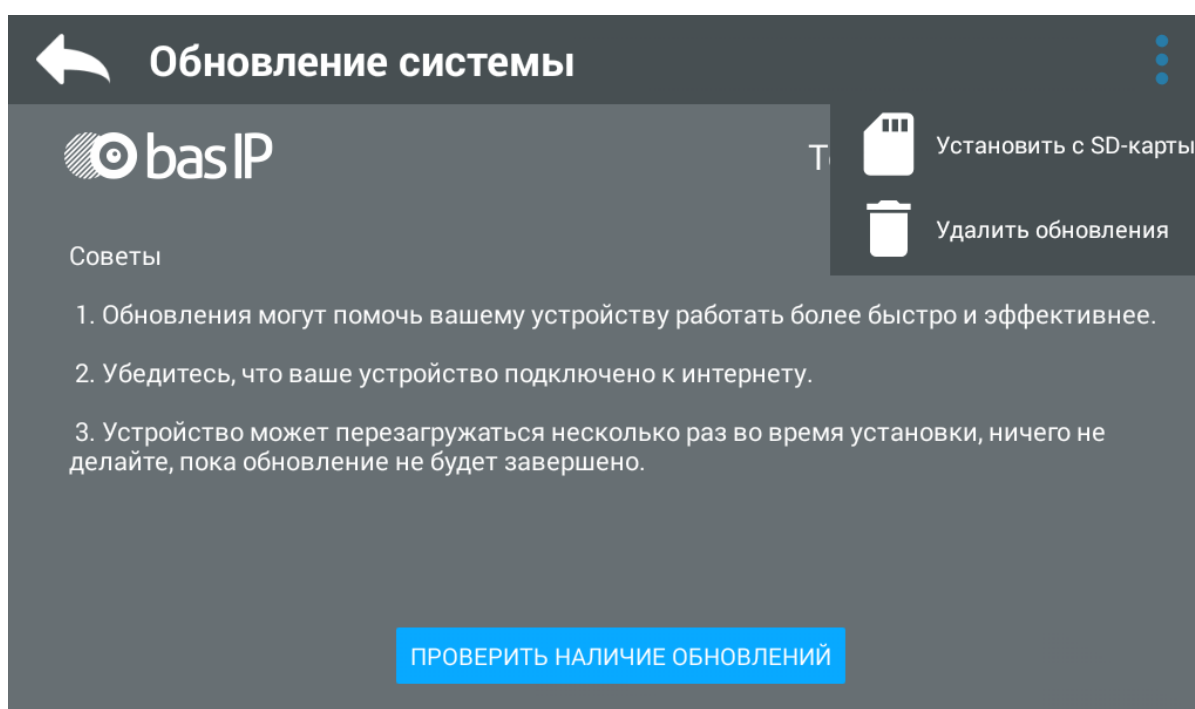 Обновление системы
bas IP
Установить с SD-карты
Удалить обновления
Советы
1. Обновления могут помочь вашему устройству работать более быстро и эффективнее.
2. Убедитесь, что ваше устройство подключено к интернету.
3. Устройство может перезагружаться несколько раз во время установки, ничего не
делайте, пока обновление не будет завершено.
ПРОВЕРИТЬ НАЛИЧИЕ ОБНОВЛЕНИЙ